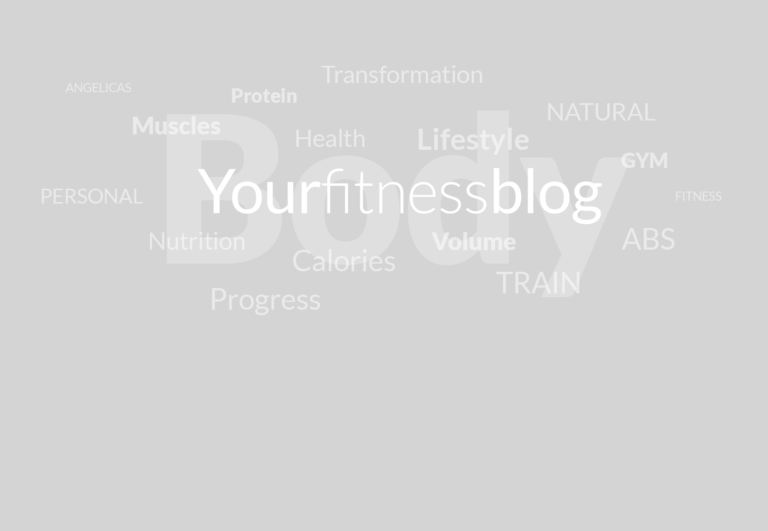 Transformation
ANGELICAS
Protein
NATURAL
Muscles
Health
Lifestyle
GYM
Body
Yourfitnessblog
PERSONAL
FITNESS
Nutrition
Volume
ABS
Calories
TRAIN
Progress